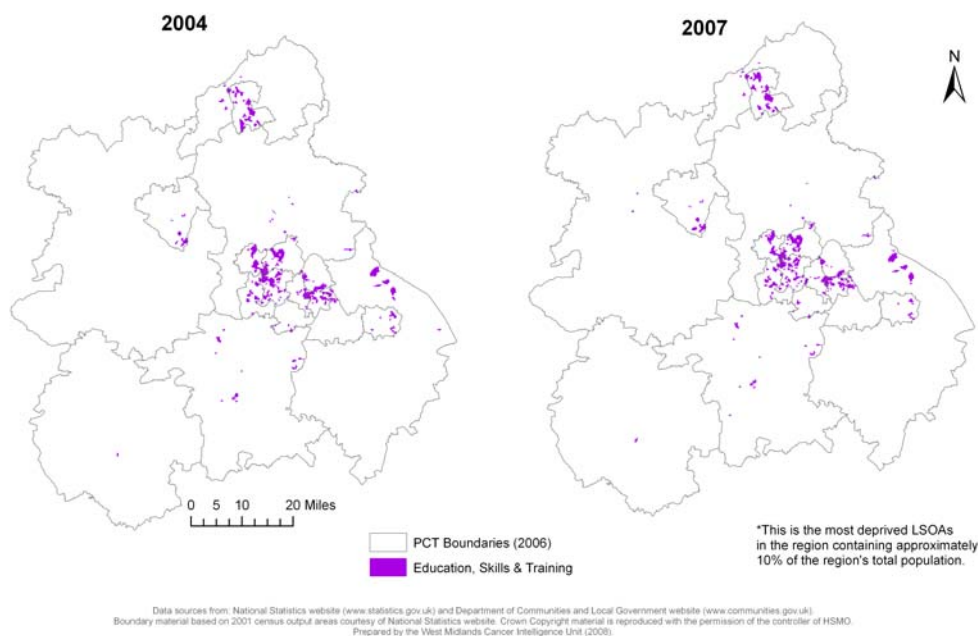 2004
2007
N
0 5 10 20 Miles
PCT Boundaries (2006)
Education, Skills & Training
*This is the most deprived LSOAs
in the region containing approximately
10% of the region's total population.
Data sources from: National Statistics website (www.statistics.gov.uk) and Department of Communities and Local Government website (www.communities.gov.uk).
Boundary material based on 2001 census output areas courtesy of National Statistics website. Crown Copyright material is reproduced with the permission of the controller of HSMO.
Prepared by the West Midlands Cancer Intelligence Unit (2008).